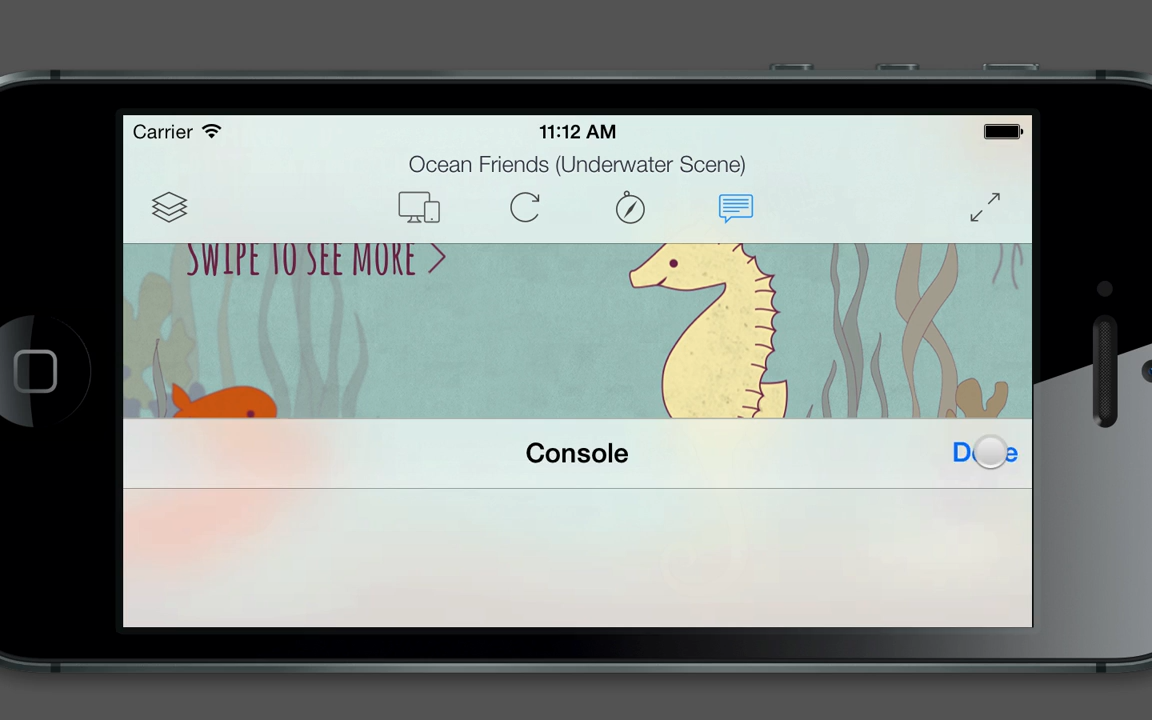 Carrier 11:12 AM
Ocean Friends (Underwater Scene)
SWIPE TO SEE MORE >
Console